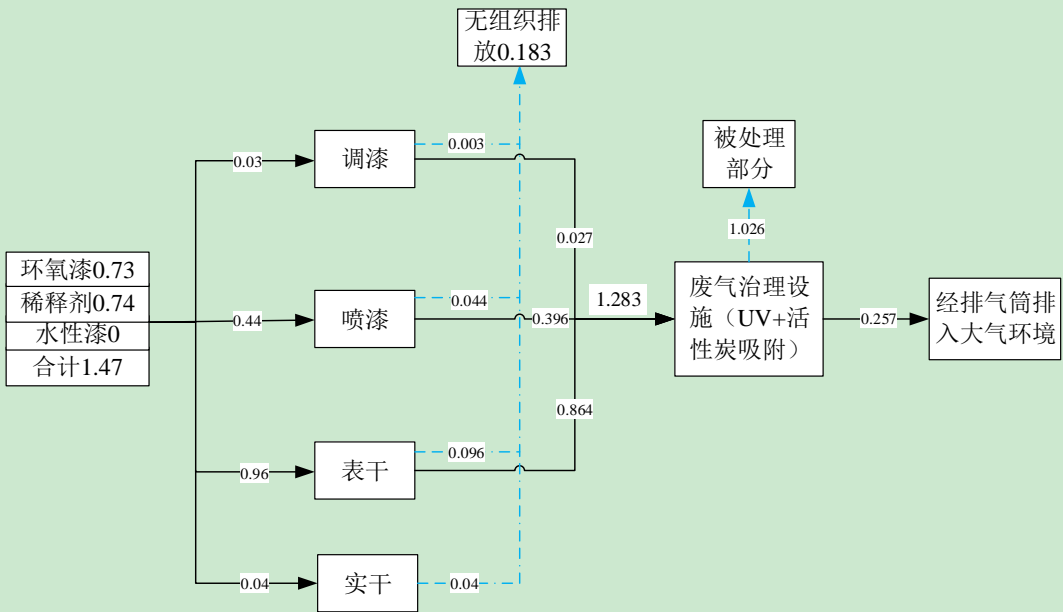 无组织排
放0.183
调漆
0.003
被处理
部分
0.03
0.027
1.026
环氧漆0.73
稀释剂0.74
水性漆0
合计1.47
0.44
喷漆
0.044
0.396
1.283
废气治理设
施（UV+活
性炭吸附）
0.257
经排气筒排
入大气环境
0.864
0.96
表干
0.096
0.04
实干
0.04